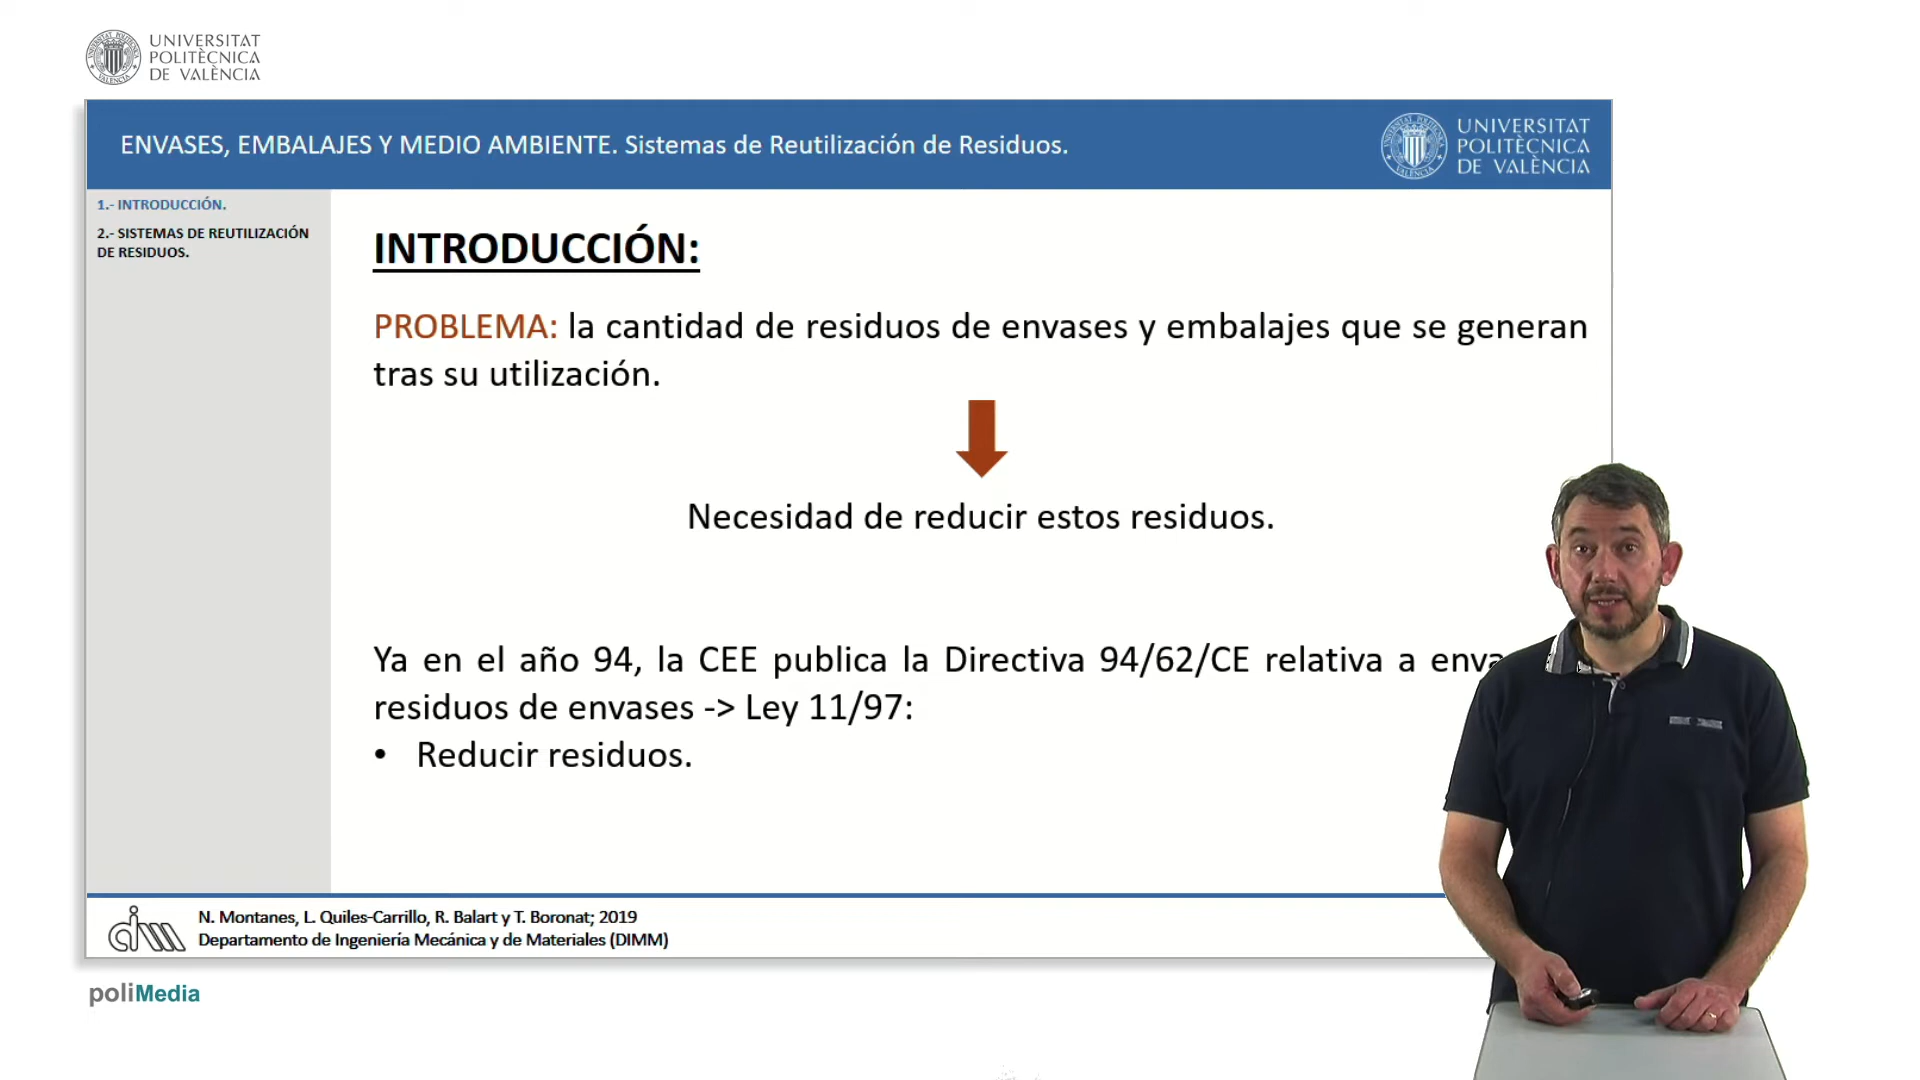 UNIVERSITAT
POLITÈCNICA
DE VALÈNCIA
ENVASES, EMBALAJES Y MEDIO AMBIENTE. Sistemas de Reutilización de Residuos.
UNIVERSITAT
POLITÈCNICA
DE VALÈNCIA
1.- INTRODUCCIÓN.
2.- SISTEMAS DE REUTILIZACIÓN
DE RESIDUOS.
INTRODUCCIÓN:
PROBLEMA: la cantidad de residuos de envases y embalajes que se generan
tras su utilización.
Necesidad de reducir estos residuos.
Ya en el año 94, la CEE publica la Directiva 94/62/CE relativa a
residuos de envases -> Ley 11/97:
• Reducir residuos.
dimm
N. Montanes, L. Quiles-Carrillo, R. Balart y T. Boronat; 2019
Departamento de Ingeniería Mecánica y de Materiales (DIMM)
poliMedia